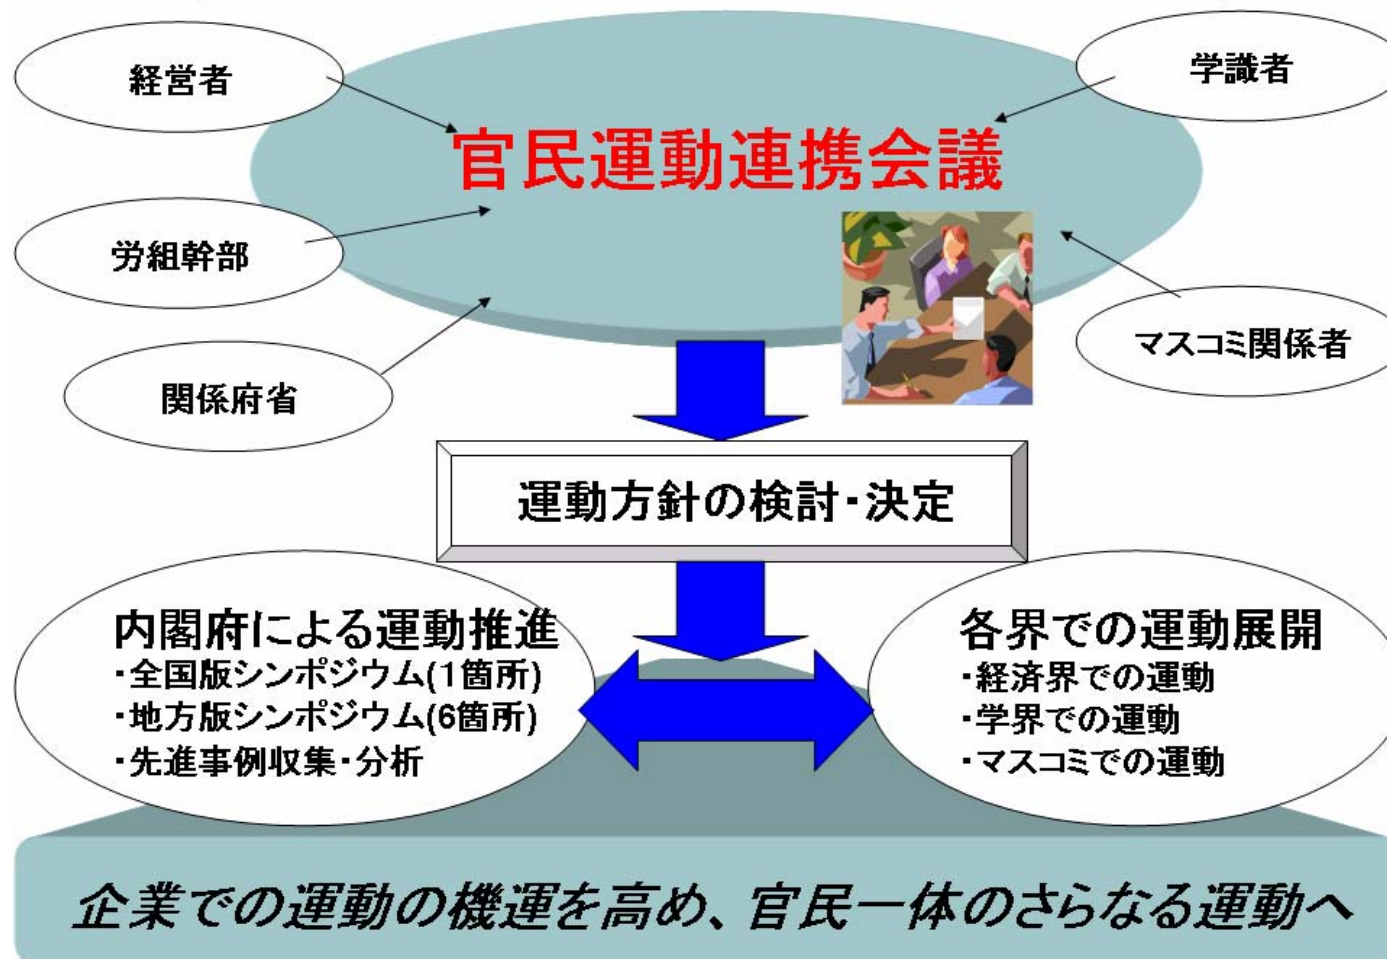 経営者
学識者
官民運動連携会議
労組幹部
マスコミ関係者
関係府省
運動方針の検討・決定
内閣府による運動推進
・全国版シンポジウム(1箇所)
・地方版シンポジウム(6箇所)
・先進事例収集・分析
各界での運動展開
・経済界での運動
・学界での運動
・マスコミでの運動
企業での運動の機運を高め、官民一体のさらなる運動へ